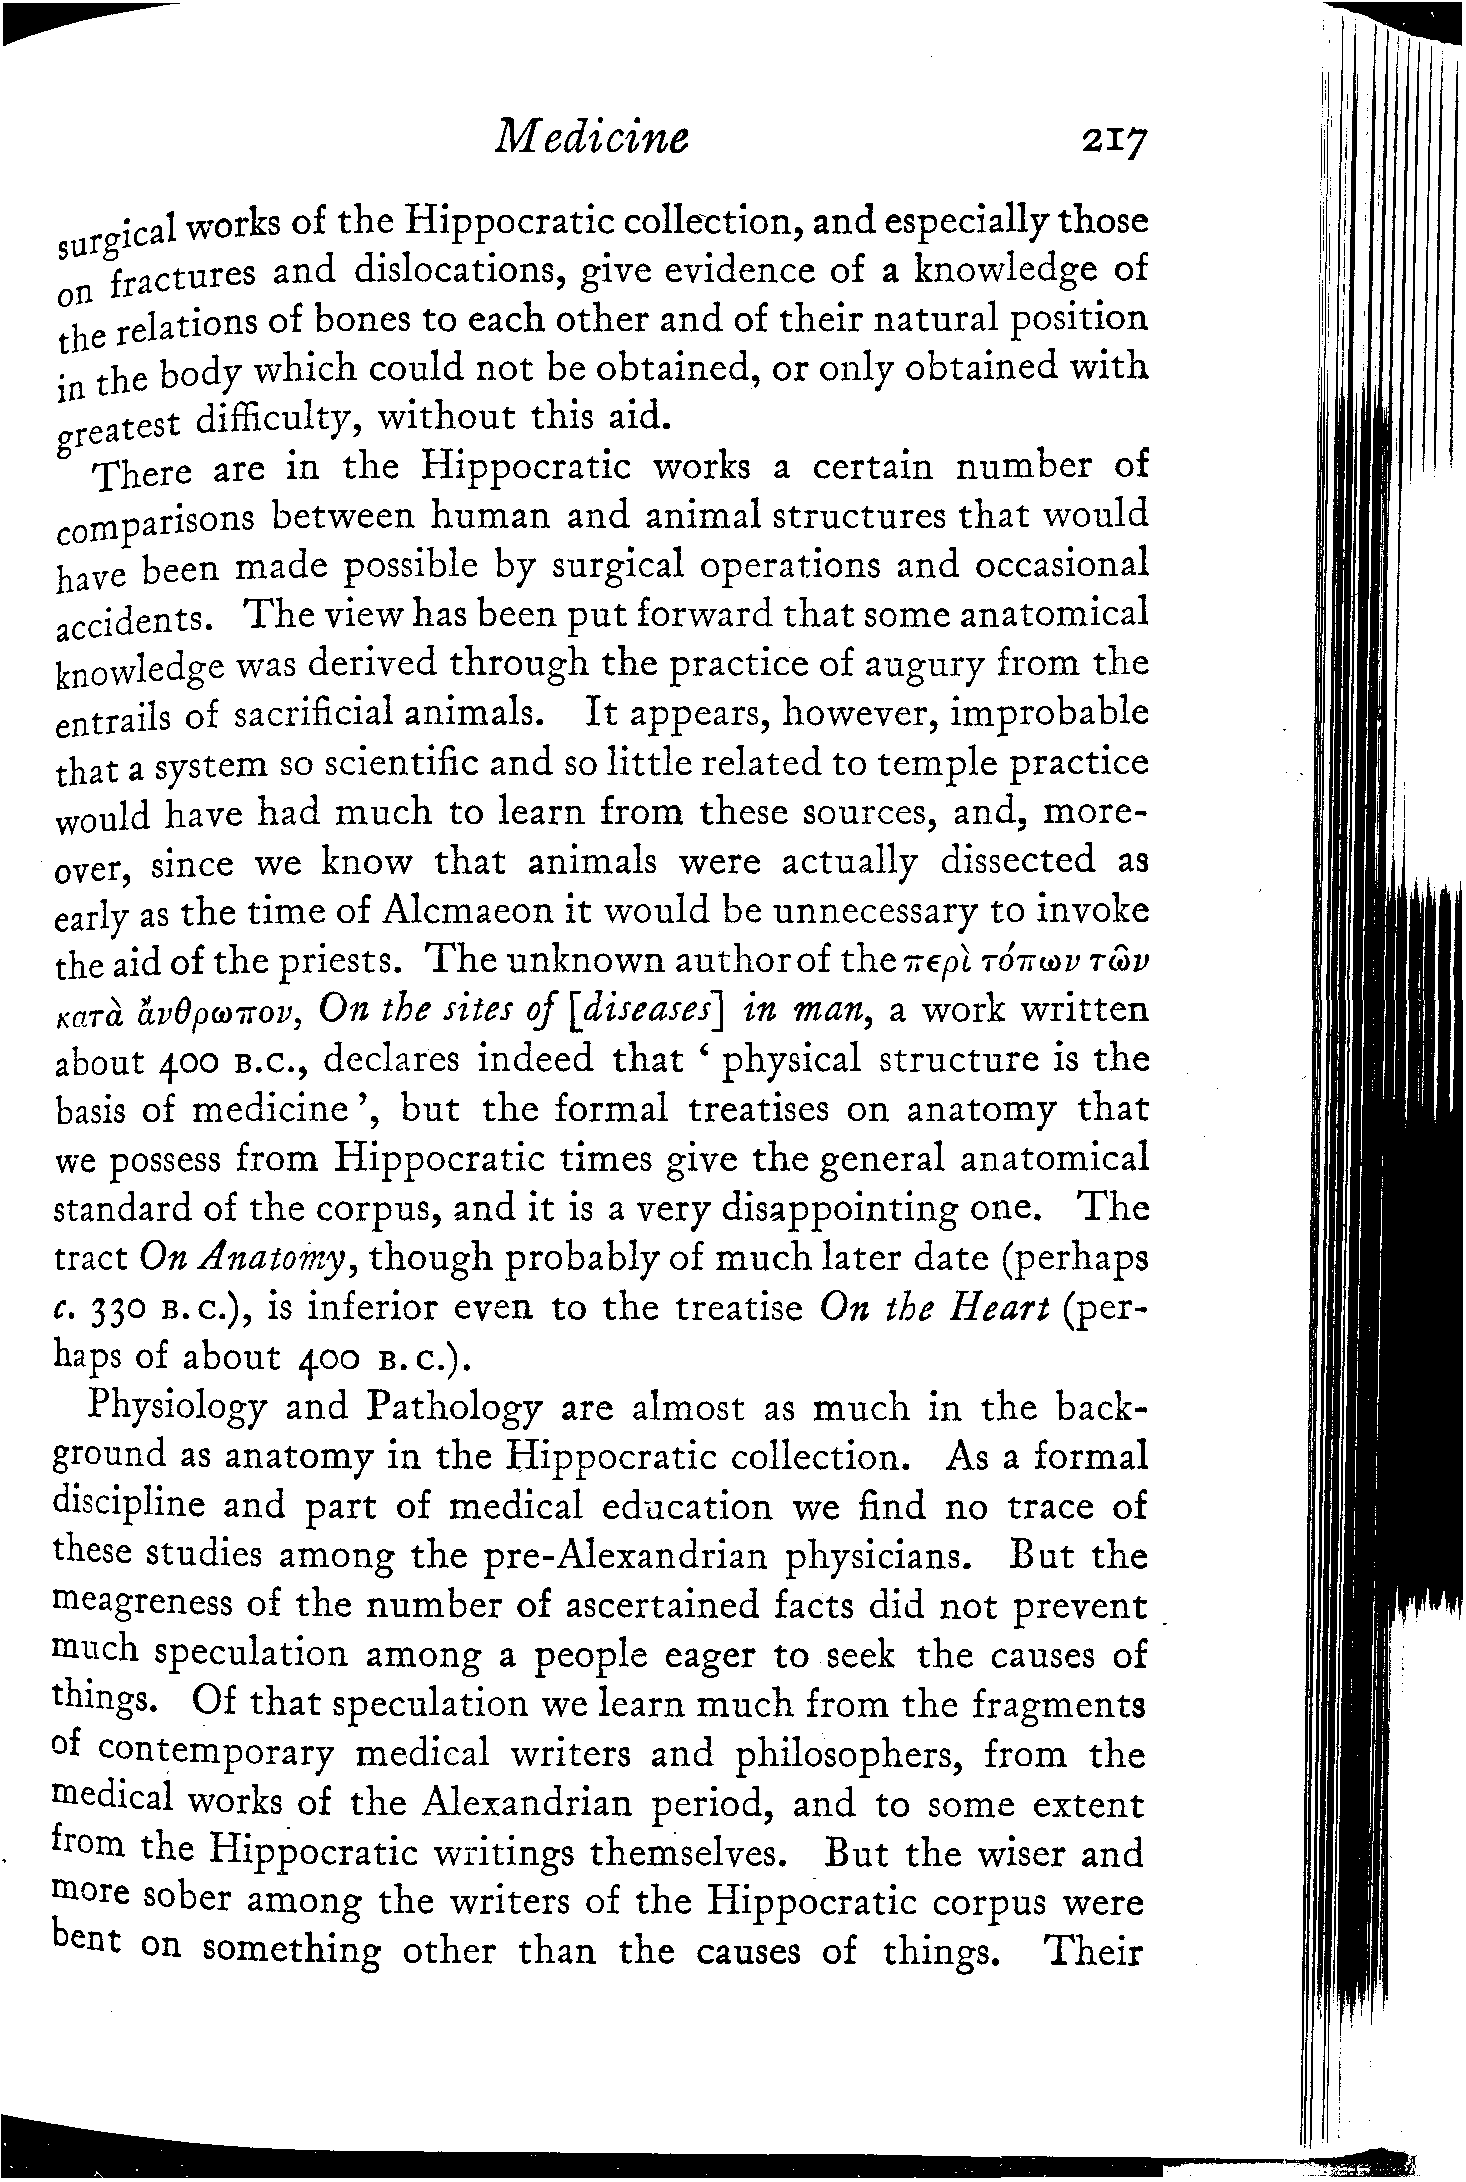 Medicine 217
surgical works of the Hippocratic collection, and especially those
on fractures and dislocations, give evidence of a knowledge of
the relations of bones to each other and of their natural position
in the body which could not be obtained, or only obtained with
greatest difficulty, without this aid.
There are in the Hippocratic works a certain number of
comparisons between human and animal structures that would
have been made possible by surgical operations and occasional
accidents. The view has been put forward that some anatomical
knowledge was derived through the practice of augury from the
entrails of sacrificial animals. It appears, however, improbable
that a system so scientific and so little related to temple practice
would have had much to learn from these sources, and, more-
over, since we know that animals were actually dissected as
early as the time of Alcmaeon it would be unnecessary to invoke
the aid of the priests. The unknown author of the περὶ τόπων τῶν
κατὰ ἄνθρωπον, On the sites of [diseases] in man, a work written
about 400 B.C., declares indeed that ‘ physical structure is the
basis of medicine ’, but the formal treatises on anatomy that
we possess from Hippocratic times give the general anatomical
standard of the corpus, and it is a very disappointing one. The
tract On Anatomy, though probably of much later date (perhaps
c. 330 B.C.), is inferior even to the treatise On the Heart (per-
haps of about 400 B.C.).
Physiology and Pathology are almost as much in the back-
ground as anatomy in the Hippocratic collection. As a formal
discipline and part of medical education we find no trace of
these studies among the pre-Alexandrian physicians. But the
meagreness of the number of ascertained facts did not prevent
much speculation among a people eager to seek the causes of
things. Of that speculation we learn much from the fragments
of contemporary medical writers and philosophers, from the
medical works of the Alexandrian period, and to some extent
from the Hippocratic writings themselves. But the wiser and
more sober among the writers of the Hippocratic corpus were
bent on something other than the causes of things. Their